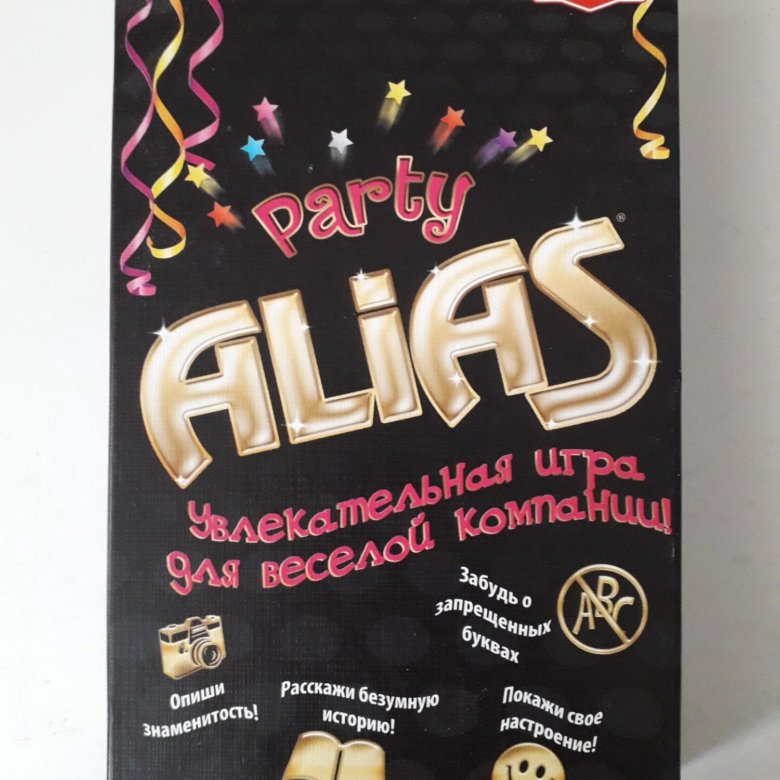 Party
ALiAS®
Увлекательная игра
для веселой компании!
Забудь о
запрещенных
буквах
ABC
Опиши
знаменитость!
Расскажи безумную
историю!
Покажи свое
настроение!